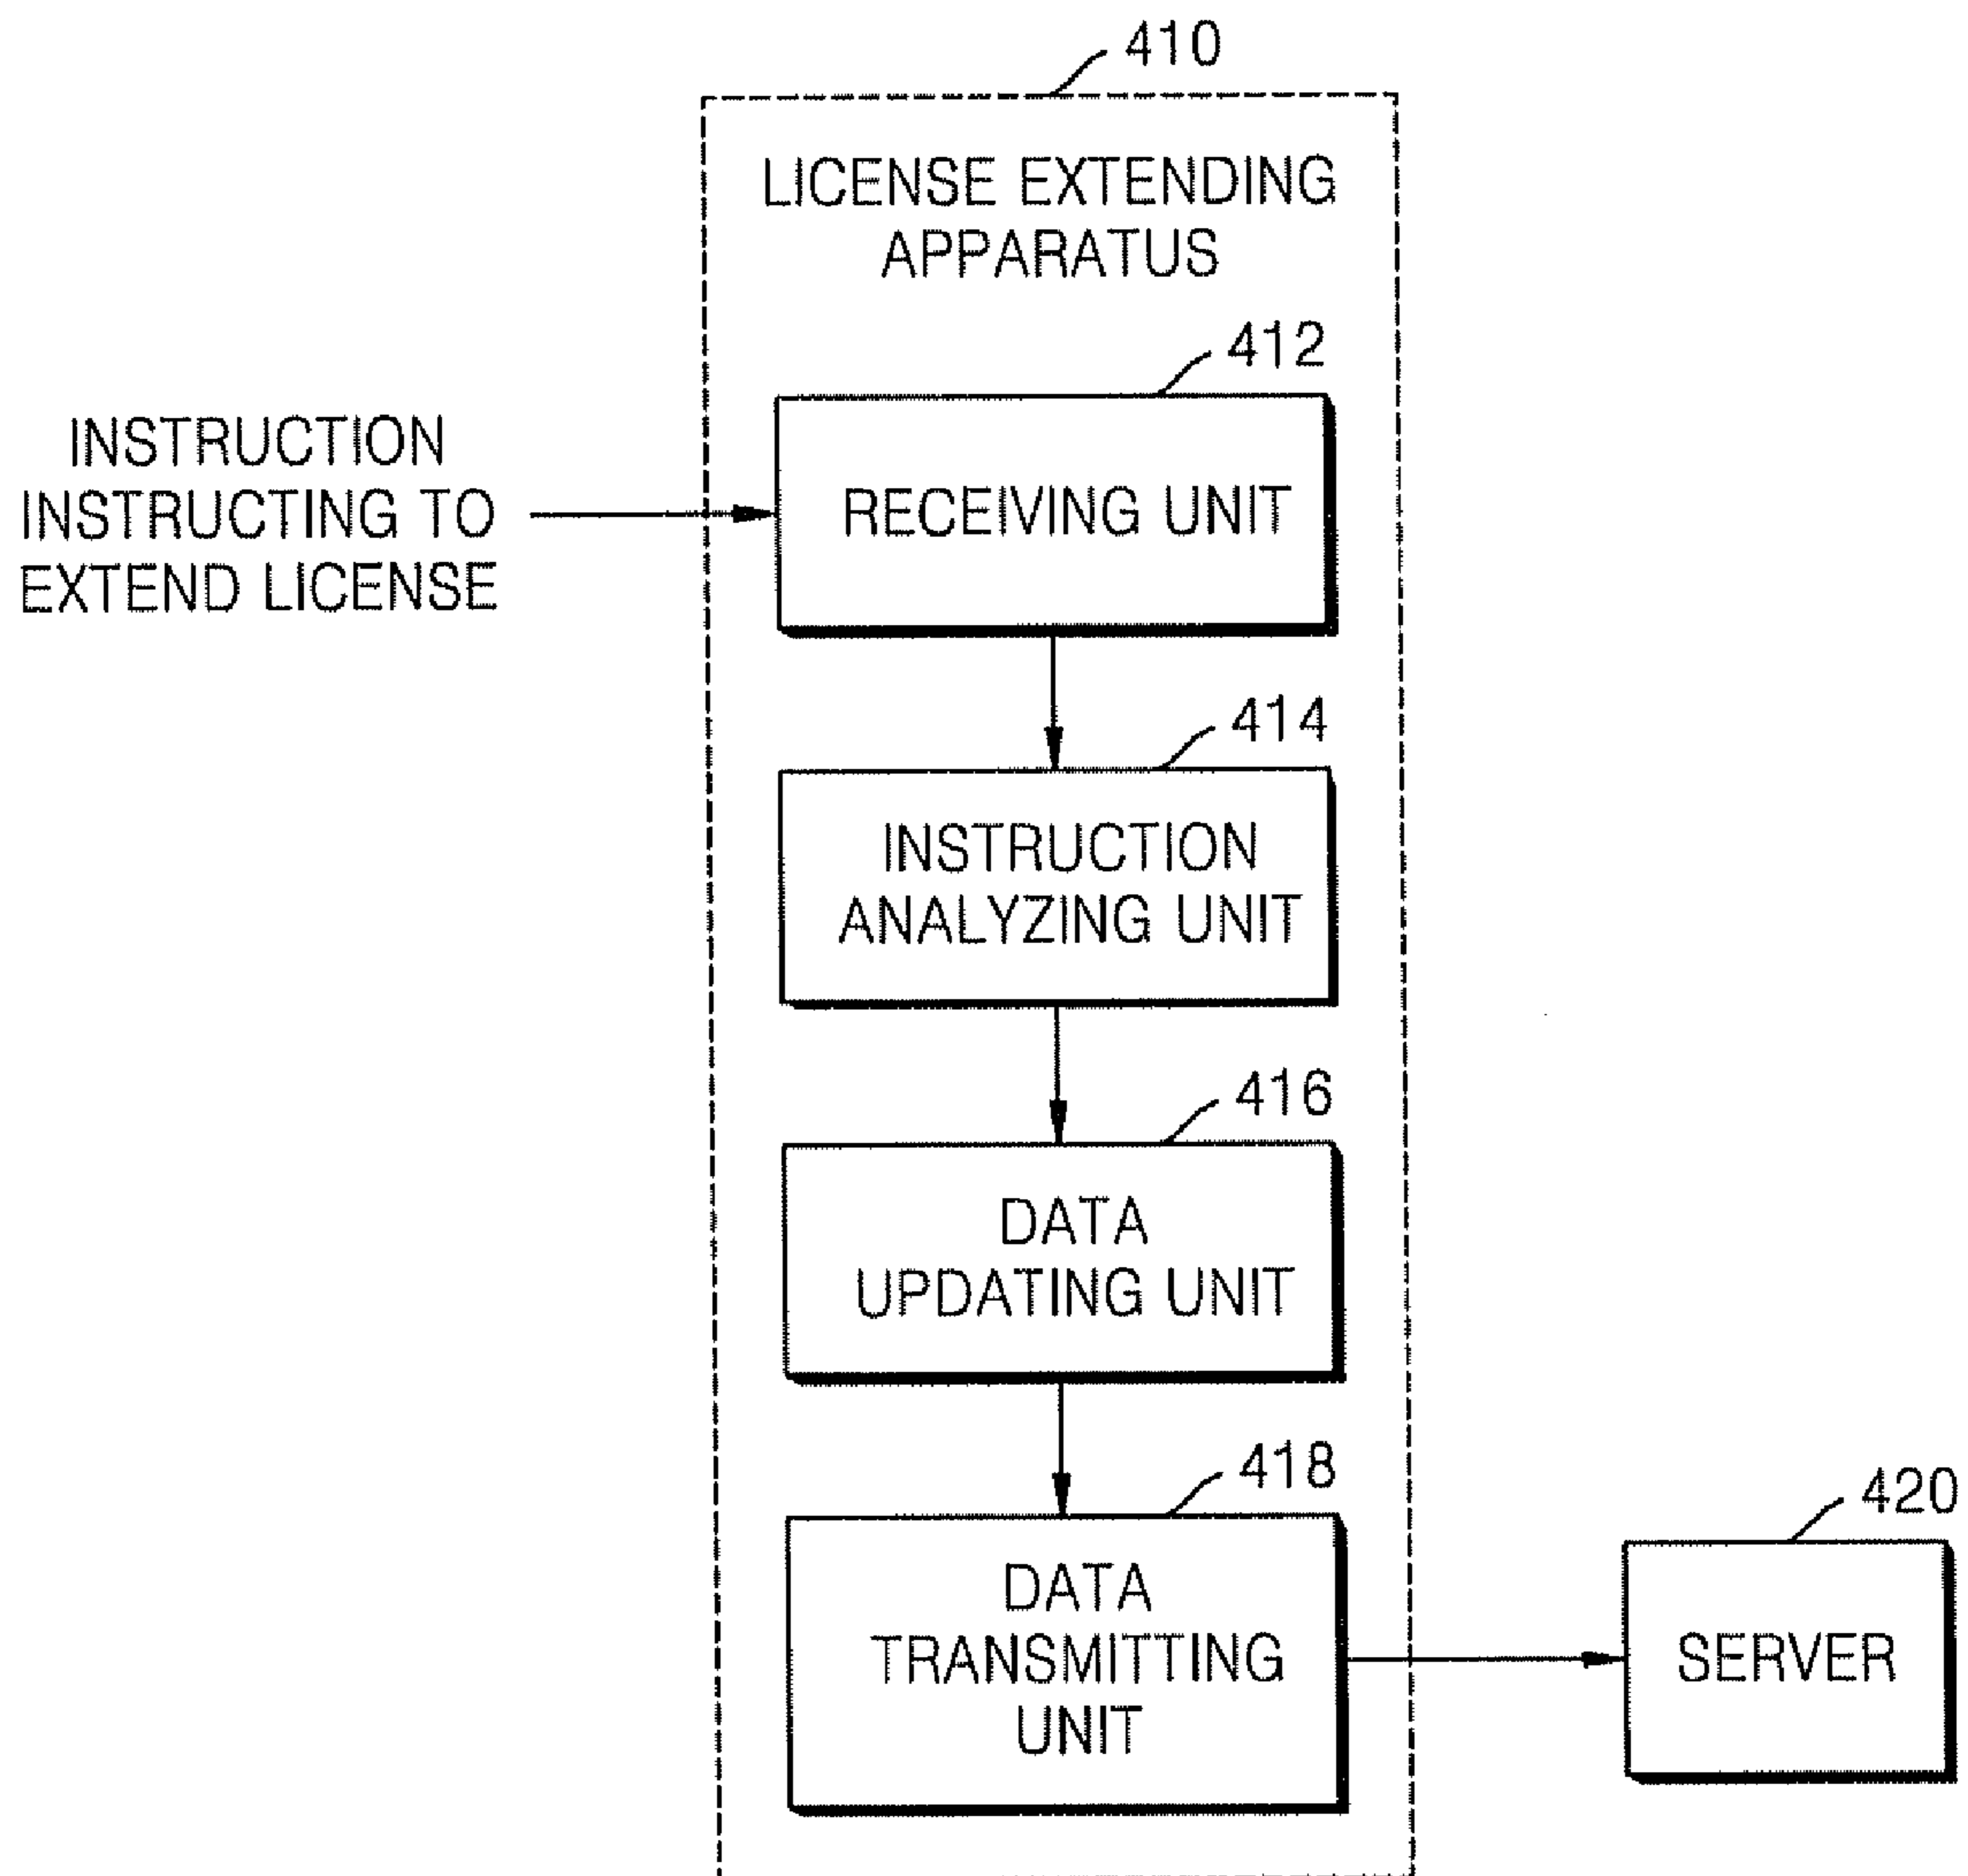 410
LICENSE EXTENDING
APPARATUS
412
INSTRUCTION
INSTRUCTING TO
EXTEND LICENSE
RECEIVING UNIT
414
INSTRUCTION
ANALYZING UNIT
416
DATA
UPDATING UNIT
418
DATA
TRANSMITTING
UNIT
420
SERVER